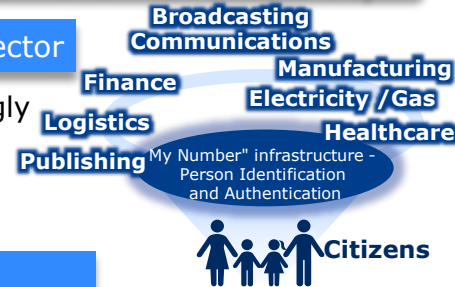 Broadcasting
Communications
ector
Manufacturing
Finance
Electricity /Gas
gly
Logistics
Healthcare
Publishing
My Number" infrastructure -
Person Identification
and Authentication
Citizens